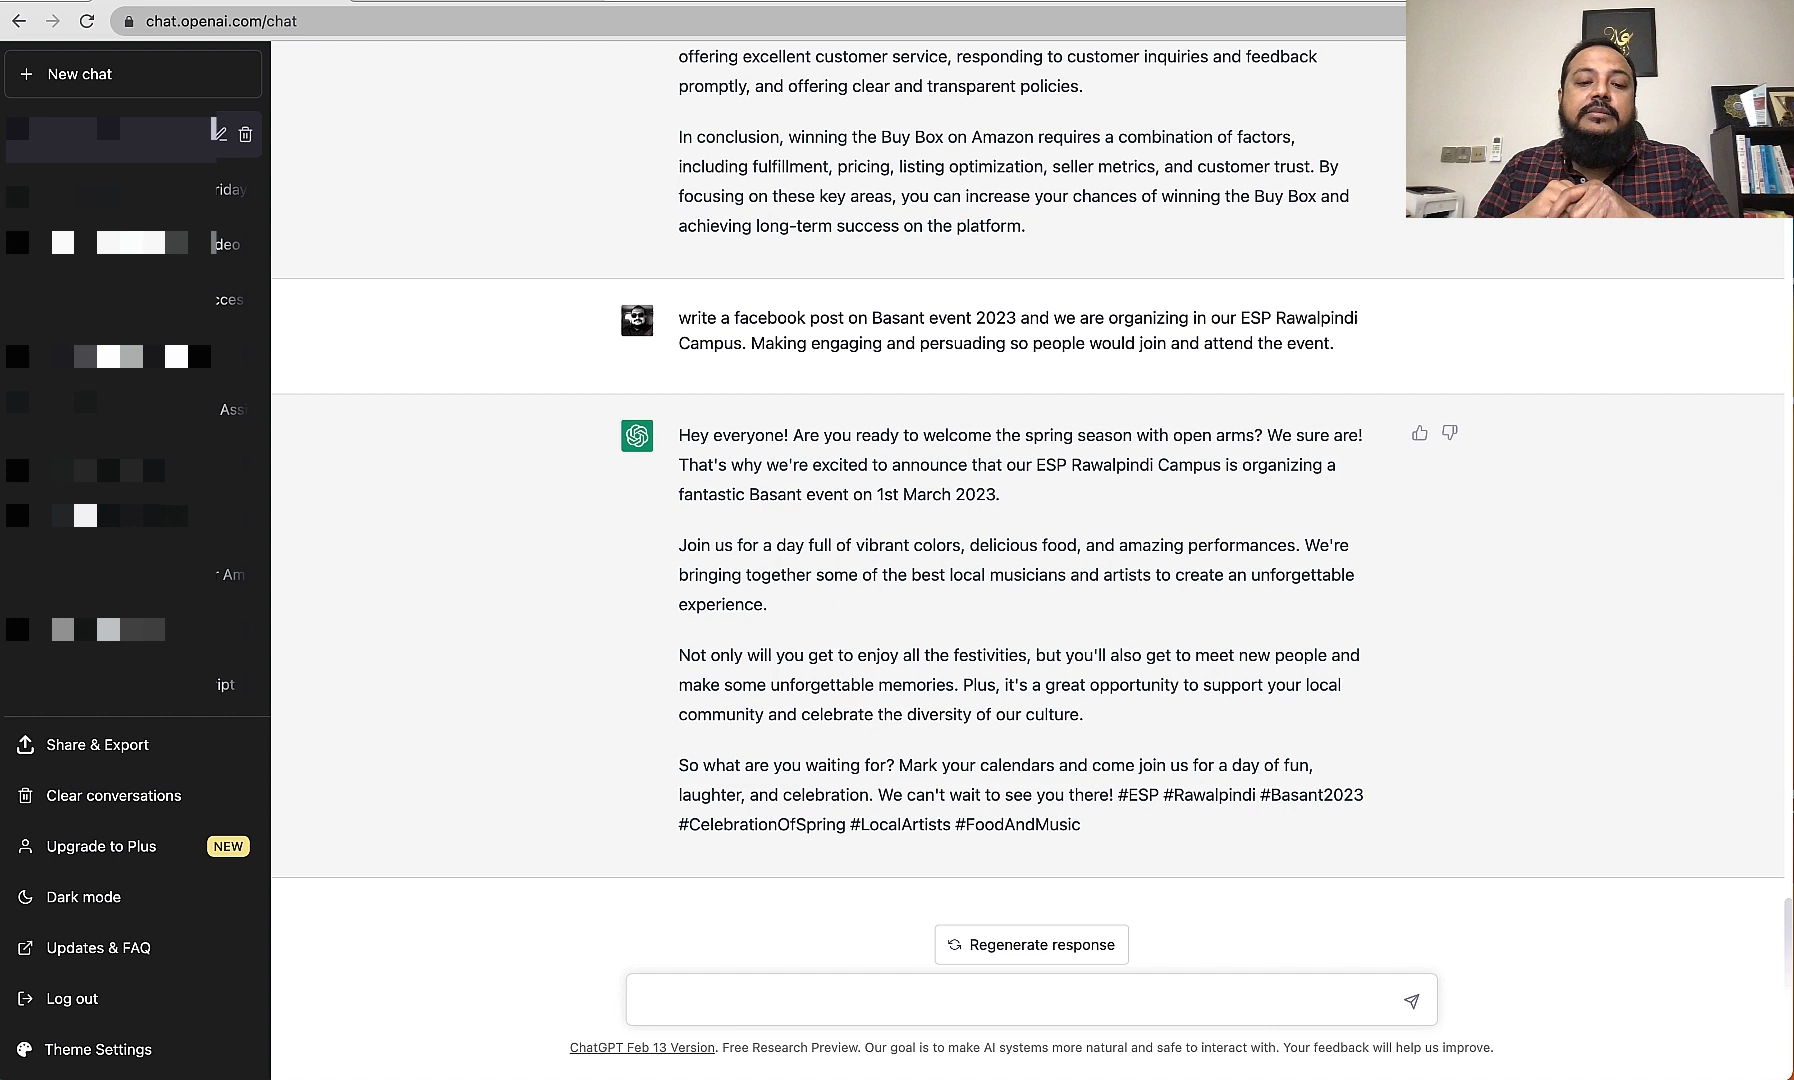 chat.openai.com/chat
New chat
riday
deo
cces
Ass
Am
ipt
Share & Export
Clear conversations
Upgrade to Plus NEW
Dark mode
Updates & FAQ
Log out
Theme Settings
offering excellent customer service, responding to customer inquiries and feedback
promptly, and offering clear and transparent policies.
In conclusion, winning the Buy Box on Amazon requires a combination of factors,
including fulfillment, pricing, listing optimization, seller metrics, and customer trust. By
focusing on these key areas, you can increase your chances of winning the Buy Box and
achieving long-term success on the platform.
write a facebook post on Basant event 2023 and we are organizing in our ESP Rawalpindi
Campus. Making engaging and persuading so people would join and attend the event.
Hey everyone! Are you ready to welcome the spring season with open arms? We sure are!
That's why we're excited to announce that our ESP Rawalpindi Campus is organizing a
fantastic Basant event on 1st March 2023.
Join us for a day full of vibrant colors, delicious food, and amazing performances. We're
bringing together some of the best local musicians and artists to create an unforgettable
experience.
Not only will you get to enjoy all the festivities, but you'll also get to meet new people and
make some unforgettable memories. Plus, it's a great opportunity to support your local
community and celebrate the diversity of our culture.
So what are you waiting for? Mark your calendars and come join us for a day of fun,
laughter, and celebration. We can't wait to see you there! #ESP #Rawalpindi #Basant2023
#CelebrationOfSpring #LocalArtists #FoodAndMusic
Regenerate response
ChatGPT Feb 13 Version. Free Research Preview. Our goal is to make AI systems more natural and safe to interact with. Your feedback will help us improve.